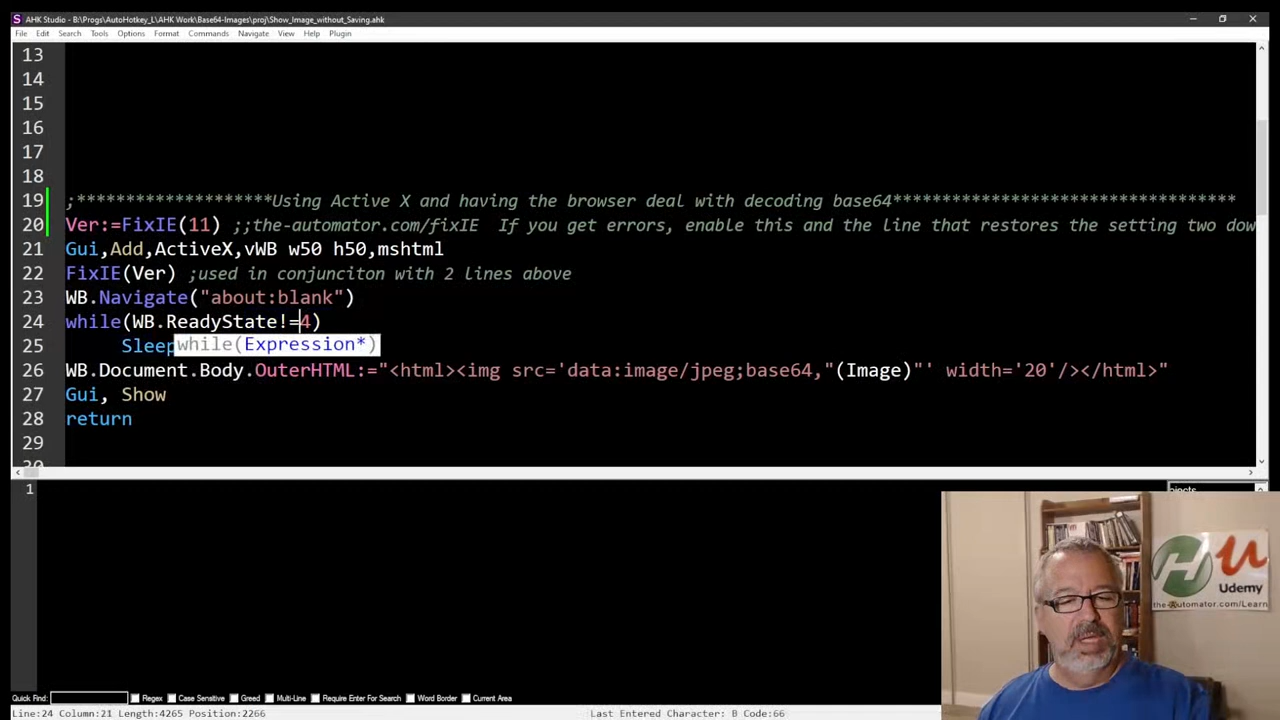 AHK Studio - B:\Progs\AutoHotkey_L\AHK Work\Base64-Images\proj\Show_Image_without_Saving.ahk
File Edit Search Tools Options Format Commands Navigate View Help Plugin
13
14
15
16
17
18
19 ;********************Using Active X and having the browser deal with decoding base64***********************************
20 Ver:=FixIE(11) ;;the-automator.com/fixIE If you get errors, enable this and the line that restores the setting two dow
21 Gui,Add,ActiveX,vWB w50 h50,mshtml
22 FixIE(Ver) ;used in conjunciton with 2 lines above
23 WB.Navigate("about:blank")
24 while(WB.ReadyState!=4)
25 Sleep
while(Expression*)
26 WB.Document.Body.OuterHTML:="<html><img src='data:image/jpeg;base64,"(Image)"' width='20'/></html>"
27 Gui, Show
28 return
29
30
1
H U
Udemy
the-Automator.com/Learn
Quick Find: Regex Case Sensitive Greed Multi-Line Require Enter For Search Word Border Current Area
Line:24 Column:21 Length:4265 Position:2266 Last Entered Character: B Code:66